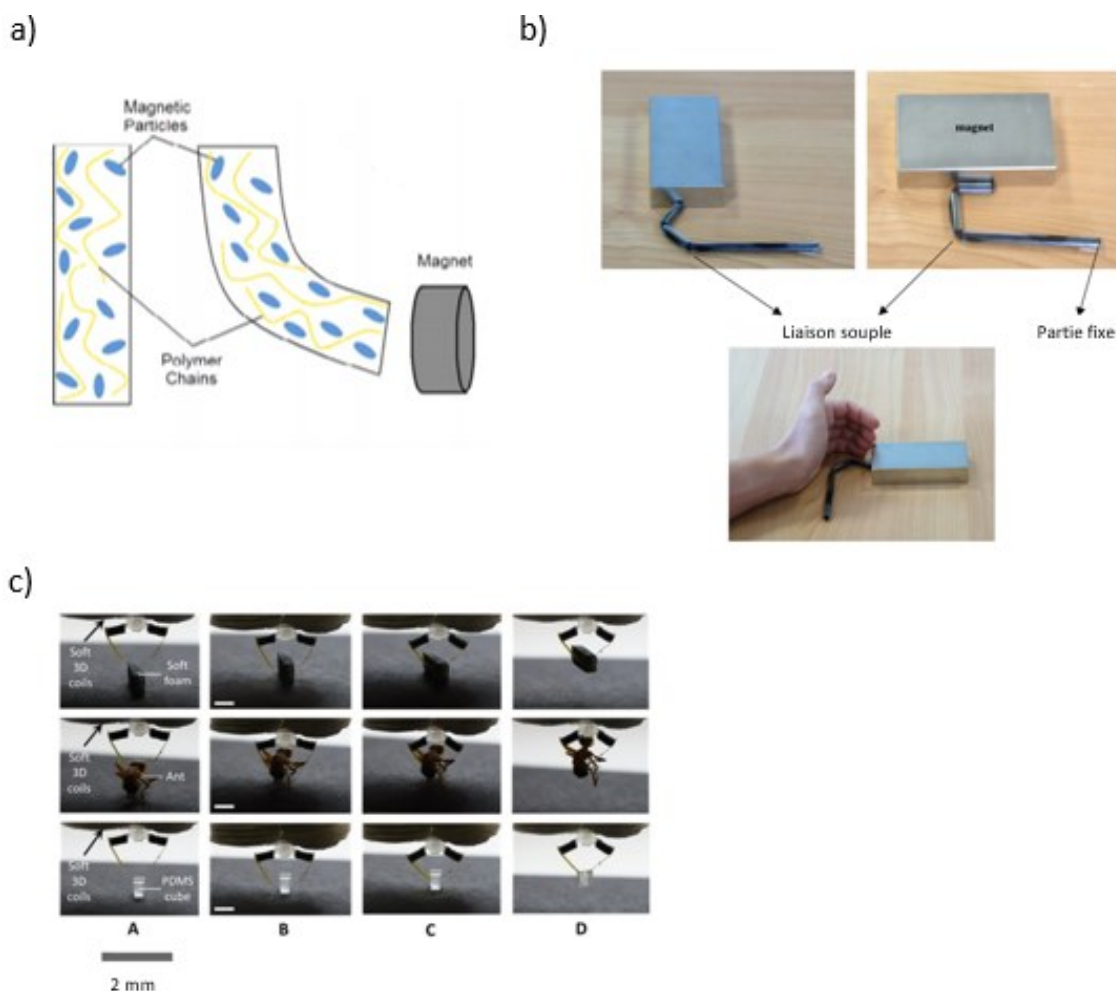 a)
Magnetic
Particles
Magnet
Polymer
Chains
b)
magnet
Liaison souple
Partie fixe
c)
Soft
3D
coils
Soft
foam
Soft
3D
coils
Ant
Soft
3D
coils
PDMS
cube
A
B
C
D
2 mm